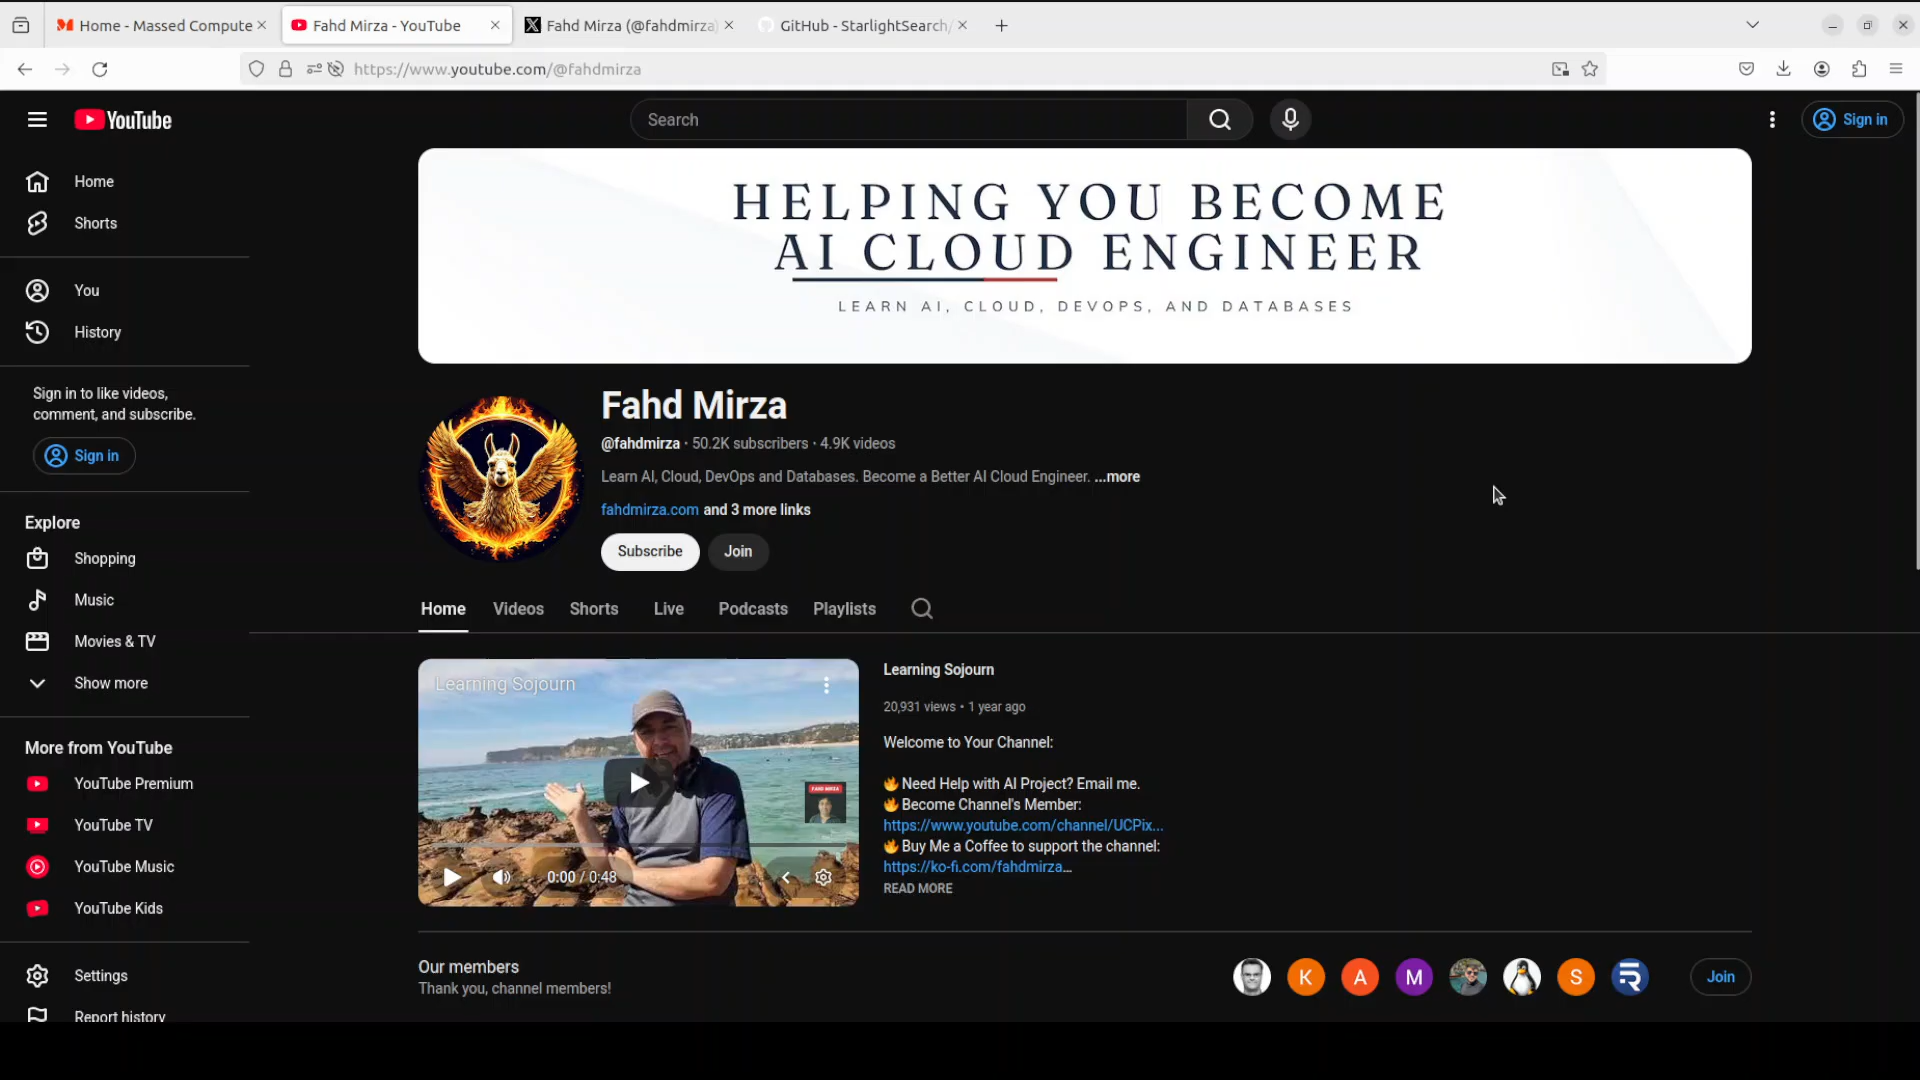 Home - Massed Compute
Fahd Mirza - YouTube
Fahd Mirza (@fahdmirza
GitHub - StarlightSearch/
https://www.youtube.com/@fahdmirza
YouTube
Search
Sign in
Home
Shorts
You
History
Sign in to like videos,
comment, and subscribe.
Sign in
Explore
Shopping
Music
Movies & TV
Show more
More from YouTube
YouTube Premium
YouTube TV
YouTube Music
YouTube Kids
Settings
Report history
HELPING YOU BECOME
AI CLOUD ENGINEER
LEARN AI, CLOUD, DEVOPS, AND DATABASES
Fahd Mirza
@fahdmirza · 50.2K subscribers · 4.9K videos
Learn AI, Cloud, DevOps and Databases. Become a Better AI Cloud Engineer. ...more
fahdmirza.com and 3 more links
Subscribe
Join
Home
Videos
Shorts
Live
Podcasts
Playlists
Learning Sojourn
FAHD MIRZA
0:00 / 0:48
Learning Sojourn
20,931 views • 1 year ago
Welcome to Your Channel:
🔥Need Help with AI Project? Email me.
🔥Become Channel's Member:
https://www.youtube.com/channel/UCPix...
🔥Buy Me a Coffee to support the channel:
https://ko-fi.com/fahdmirza...
READ MORE
Our members
Thank you, channel members!
K
A
M
S
R
Join